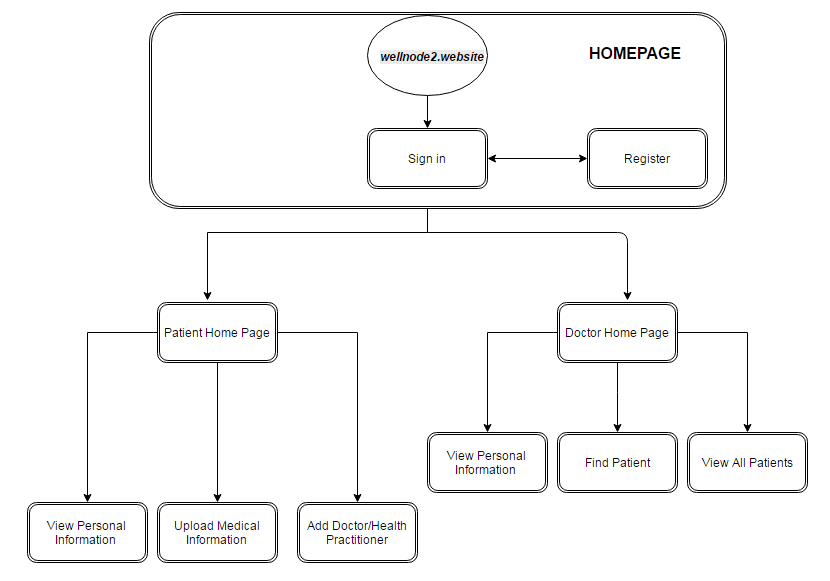 wellnode2.website
HOMEPAGE
Sign in
Register
Patient Home Page
Doctor Home Page
View Personal
Information
Find Patient
View All Patients
View Personal
Information
Upload Medical
Information
Add Doctor/Health
Practitioner